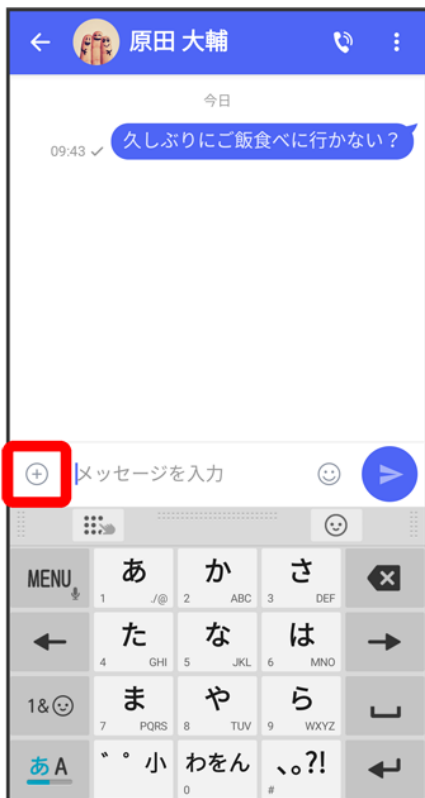 原田 大輔
今日
久しぶりにご飯食べに行かない？
09:43
メッセージを入力
MENU
あ
1 ./@
か
2 ABC
さ
3 DEF
た
4 GHI
な
5 JKL
は
6 MNO
1&
ま
7 PQRS
や
8 TUV
ら
9 WXYZ
あA
゛゜小
わをん
0
、。?!
#